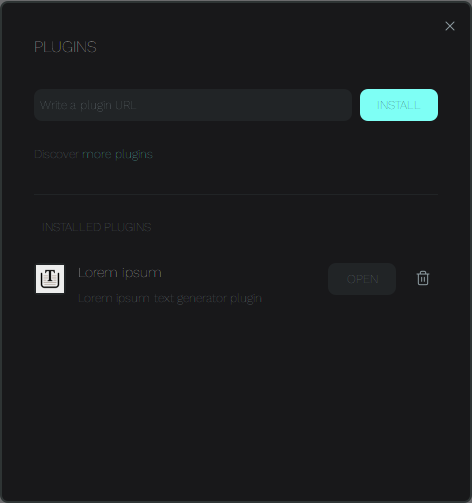 PLUGINS
Write a plugin URL
INSTALL
Discover more plugins
INSTALLED PLUGINS
T
Lorem ipsum
OPEN
Lorem ipsum text generator plugin